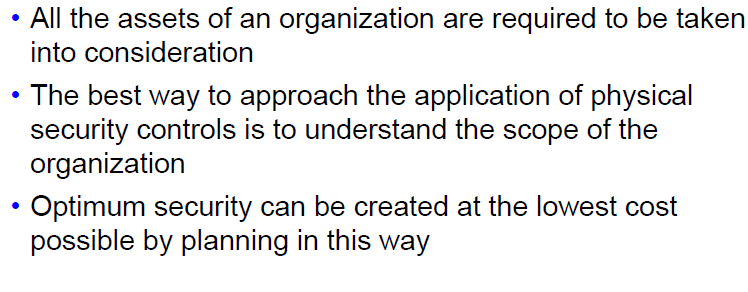 • All the assets of an organization are required to be taken
into consideration
• The best way to approach the application of physical
security controls is to understand the scope of the
organization
• Optimum security can be created at the lowest cost
possible by planning in this way